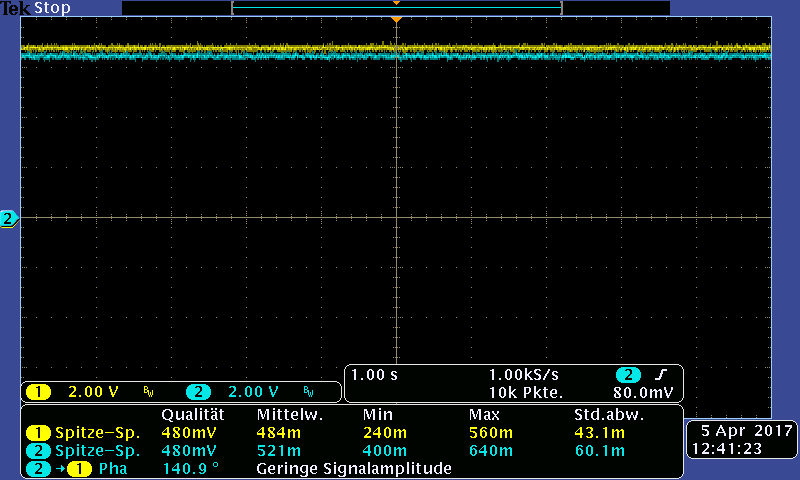 Tek Stop
2
1 2.00 V BW 2 2.00 V BW
1.00 s 1.00kS/s 2
10k Pkte. 80.0mV
Qualität Mittelw. Min Max Std.abw.
1 Spitze-Sp. 480mV 484m 240m 560m 43.1m
2 Spitze-Sp. 480mV 521m 400m 640m 60.1m
2 → 1 Pha 140.9 ° Geringe Signalamplitude
5 Apr 2017
12:41:23